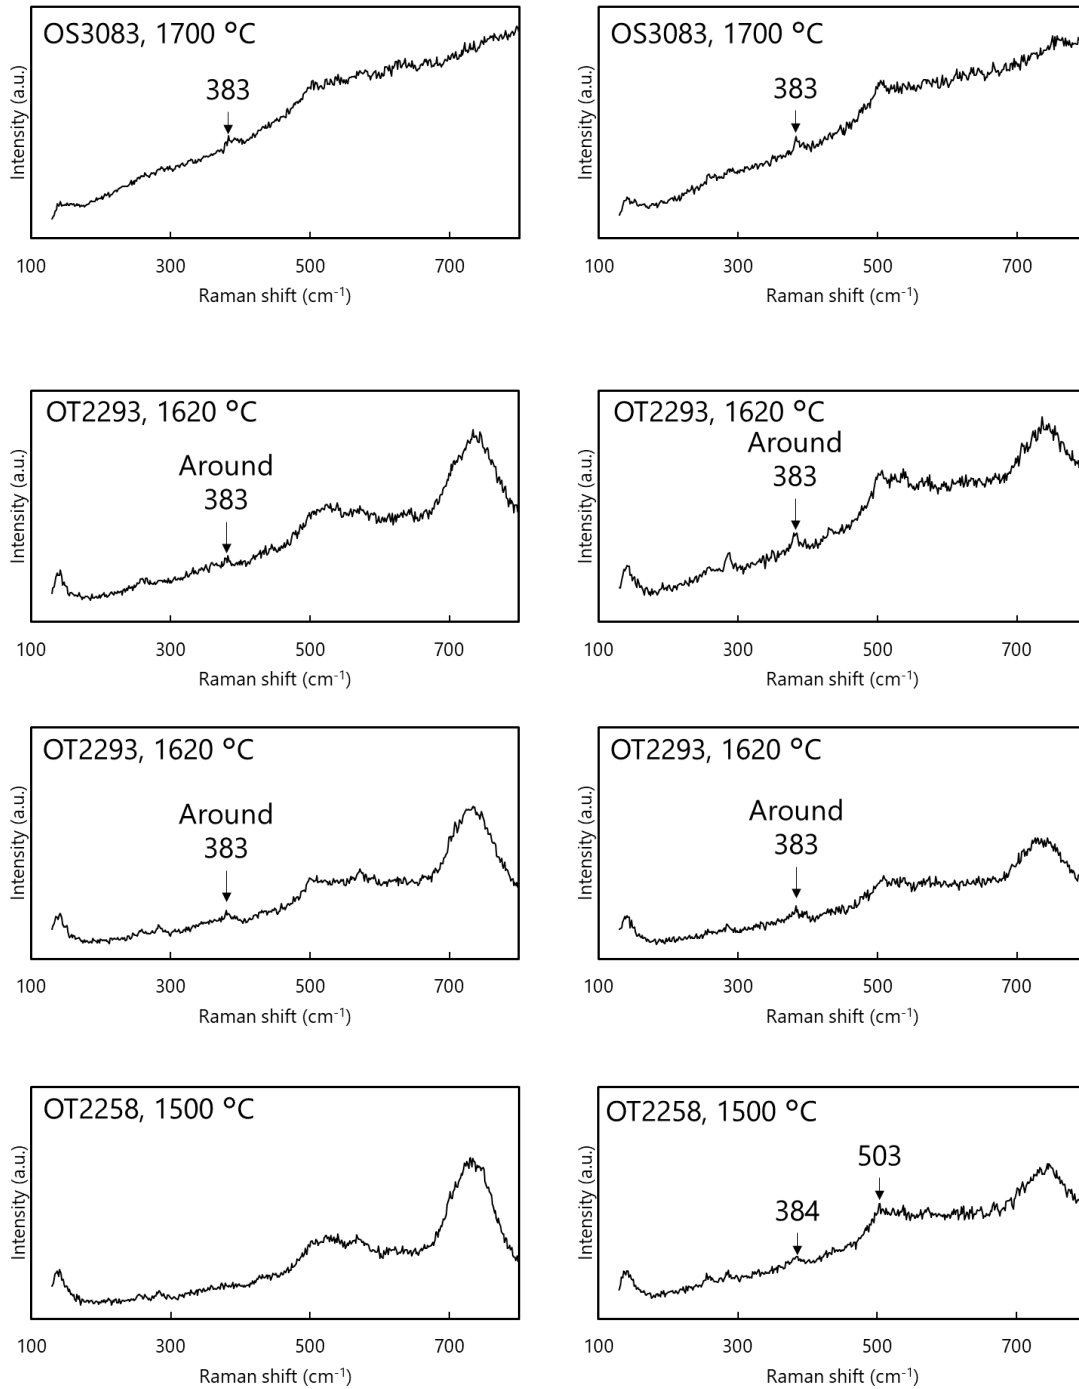 OS3083, 1700 °C
383
Intensity (a.u.)
100 300 500 700
Raman shift (cm-1)
OS3083, 1700 °C
383
Intensity (a.u.)
100 300 500 700
Raman shift (cm-1)
OT2293, 1620 °C
Around
383
Intensity (a.u.)
100 300 500 700
Raman shift (cm-1)
OT2293, 1620 °C
Around
383
Intensity (a.u.)
100 300 500 700
Raman shift (cm-1)
OT2293, 1620 °C
Around
383
Intensity (a.u.)
100 300 500 700
Raman shift (cm-1)
OT2293, 1620 °C
Around
383
Intensity (a.u.)
100 300 500 700
Raman shift (cm-1)
OT2258, 1500 °C
Intensity (a.u.)
100 300 500 700
Raman shift (cm-1)
OT2258, 1500 °C
503
384
Intensity (a.u.)
100 300 500 700
Raman shift (cm-1)